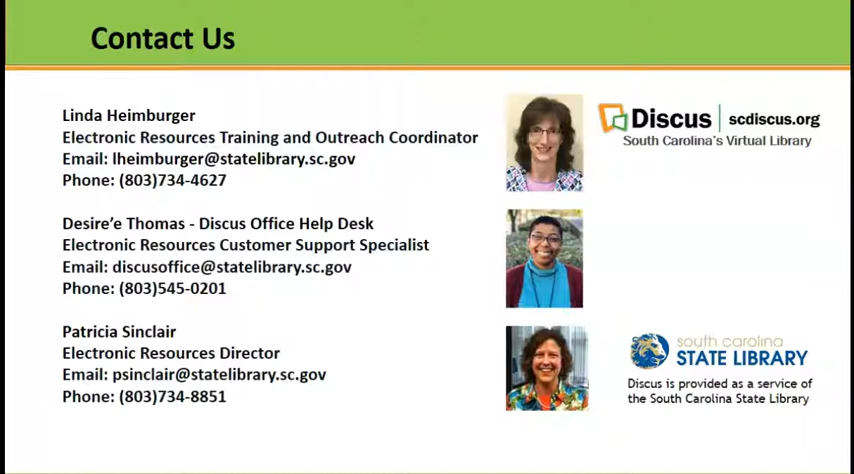 Contact Us
Linda Heimburger
Electronic Resources Training and Outreach Coordinator
Email: lheimburger@statelibrary.sc.gov
Phone: (803)734-4627
Desire’e Thomas - Discus Office Help Desk
Electronic Resources Customer Support Specialist
Email: discusoffice@statelibrary.sc.gov
Phone: (803)545-0201
Patricia Sinclair
Electronic Resources Director
Email: psinclair@statelibrary.sc.gov
Phone: (803)734-8851
Discus | scdiscus.org
South Carolina's Virtual Library
south carolina
STATE LIBRARY
Discus is provided as a service of
the South Carolina State Library